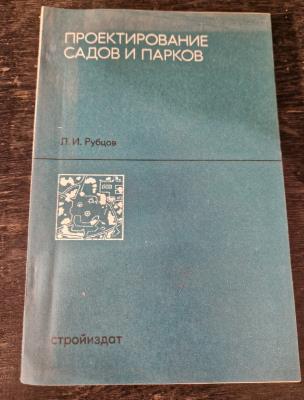 ПРОЕКТИРОВАНИЕ
САДОВ И ПАРКОВ
Л. И. Рубцов
стройиздат